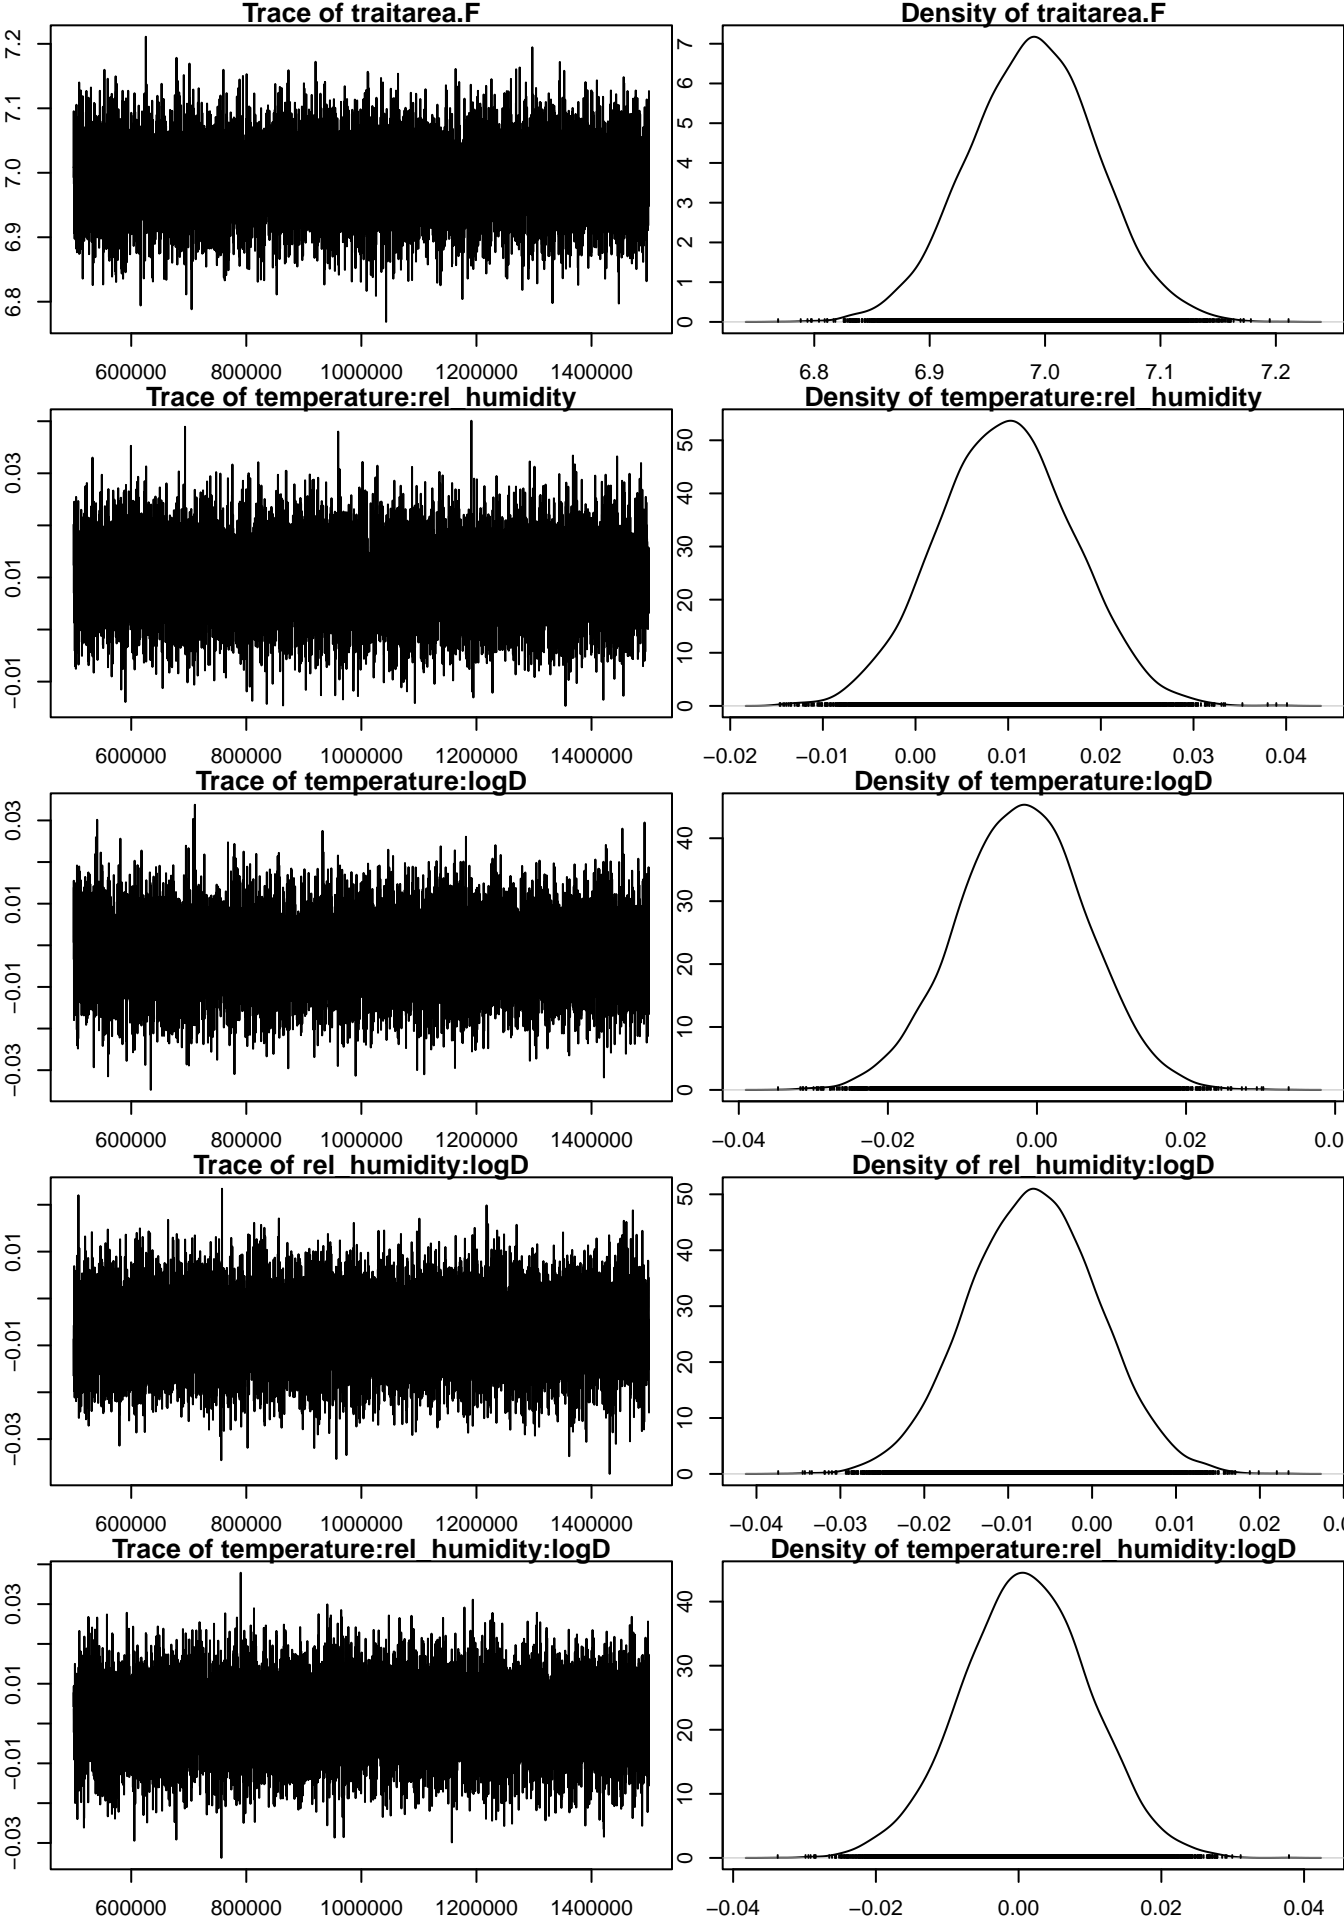 Trace of traitarea.F
Density of traitarea.F
7.2
7.1
7.0
6.9
6.8
600000 800000 1000000 1200000 1400000
7
6
5
4
3
2
1
0
6.8 6.9 7.0 7.1 7.2
Trace of temperature:rel_humidity
Density of temperature:rel_humidity
0.03
0.01
−0.01
600000 800000 1000000 1200000 1400000
50
40
30
20
10
0
−0.02 −0.01 0.00 0.01 0.02 0.03 0.04
Trace of temperature:logD
Density of temperature:logD
0.03
0.01
−0.01
−0.03
600000 800000 1000000 1200000 1400000
40
30
20
10
0
−0.04 −0.02 0.00 0.02
Trace of rel_humidity:logD
Density of rel_humidity:logD
0.01
−0.01
−0.03
600000 800000 1000000 1200000 1400000
50
40
30
20
10
0
−0.04 −0.03 −0.02 −0.01 0.00 0.01 0.02
Trace of temperature:rel_humidity:logD
Density of temperature:rel_humidity:logD
0.03
0.01
−0.01
−0.03
600000 800000 1000000 1200000 1400000
40
30
20
10
0
−0.04 −0.02 0.00 0.02 0.04